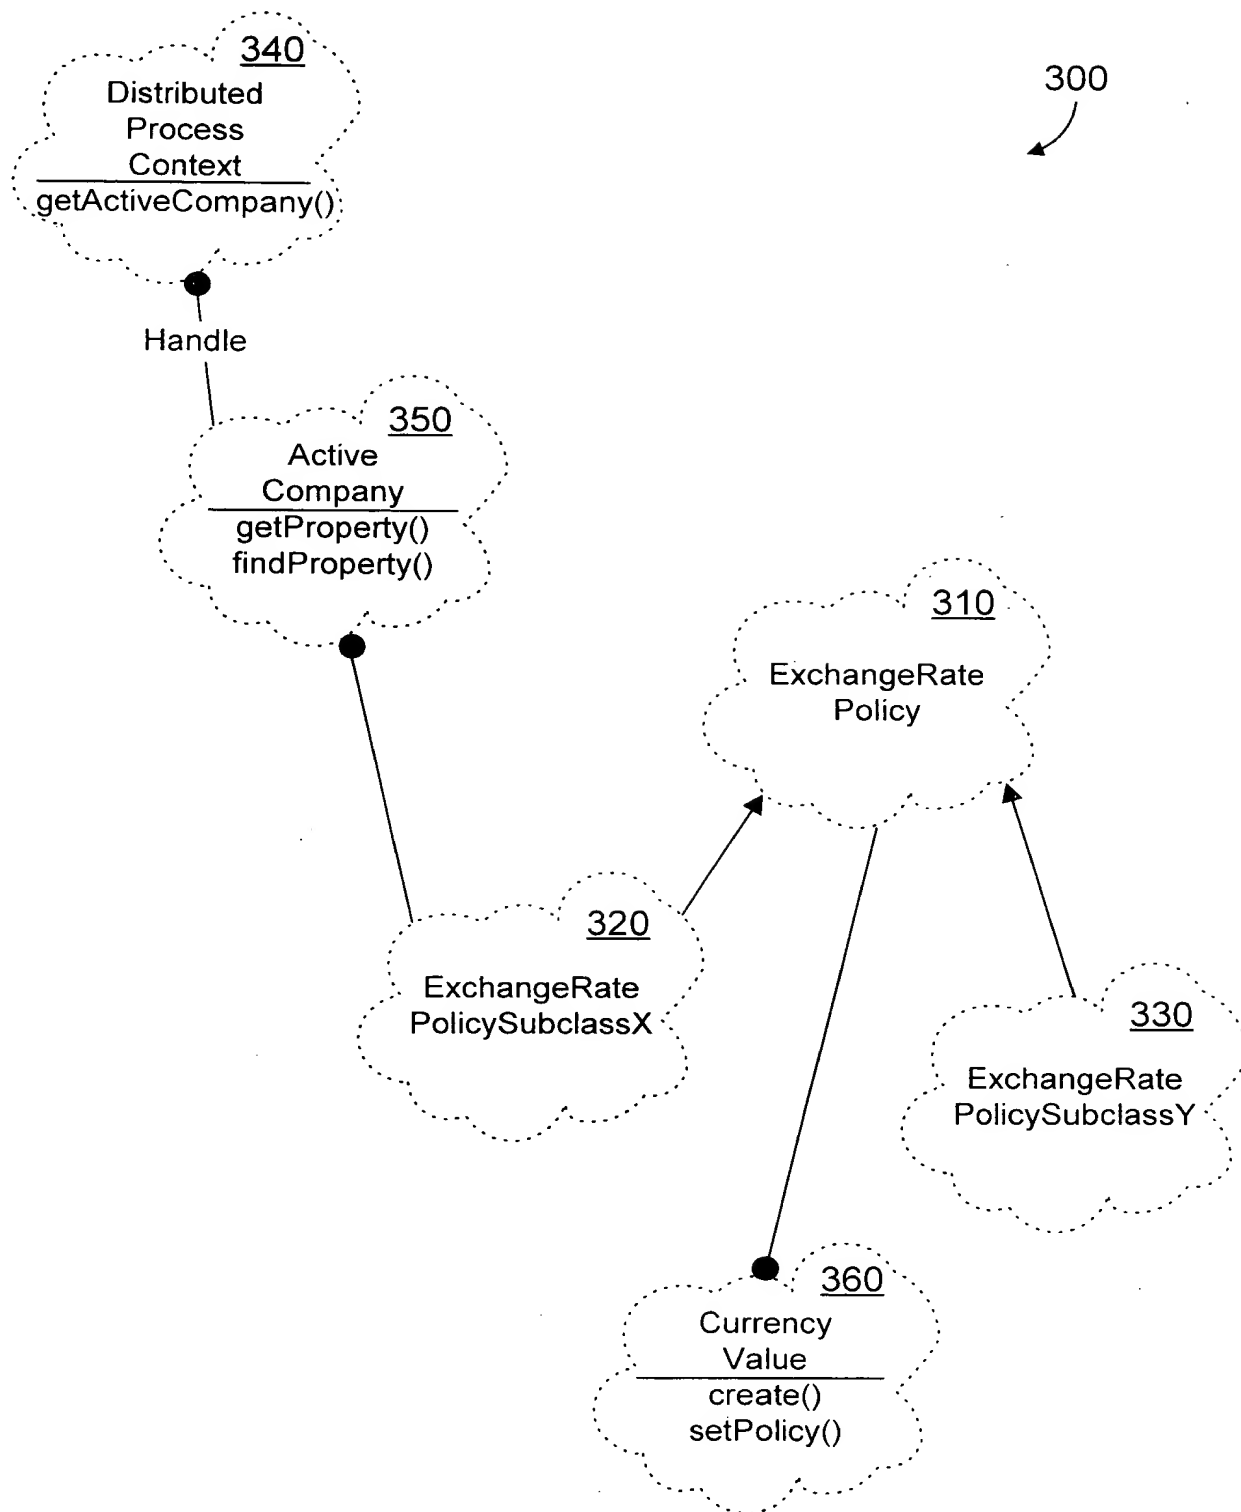 340
Distributed
Process
Context
getActiveCompany()
300
Handle
350
Active
Company
getProperty()
findProperty()
310
ExchangeRate
Policy
320
ExchangeRate
PolicySubclassX
330
ExchangeRate
PolicySubclassY
360
Currency
Value
create()
setPolicy()